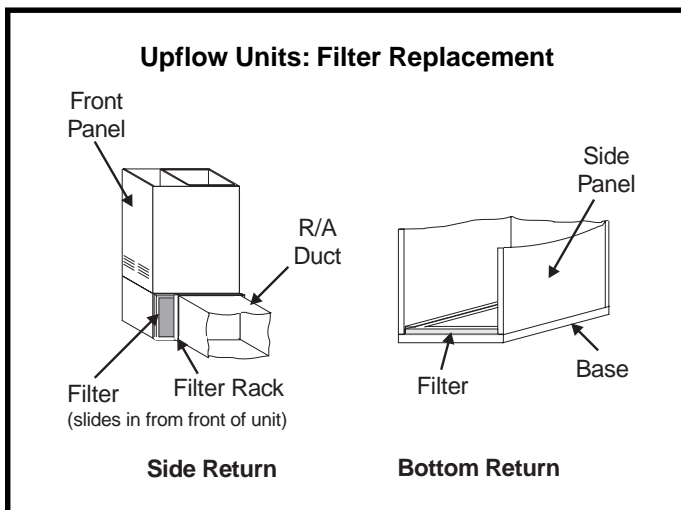 Upflow Units: Filter Replacement
Front
Panel
R/A
Duct
Filter
(slides in from front of unit)
Filter Rack
Side Return
Side
Panel
Filter
Base
Bottom Return